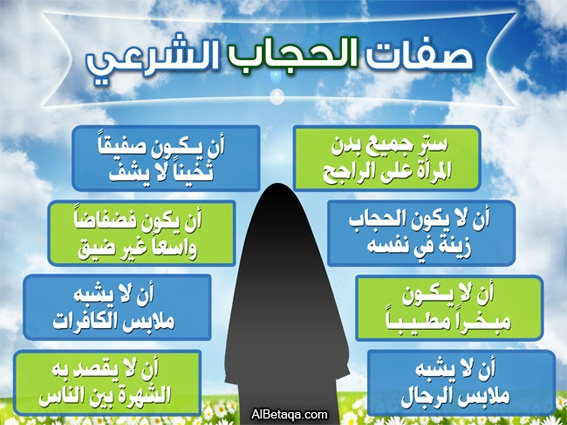 صفات الحجاب الشرعي
ستر جميع بدن
المرأة على الراجح
أن يكون صفيقاً
ثخيناً لا يشف
أن لا يكون الحجاب
زينة في نفسه
أن يكون فضفاضاً
واسعا غير ضيق
أن لا يكون
مبخراً مطيباً
أن لا يشبه
ملابس الكافرات
أن لا يشبه
ملابس الرجال
أن لا يقصد به
الشهرة بين الناس
AlBetaqa.com